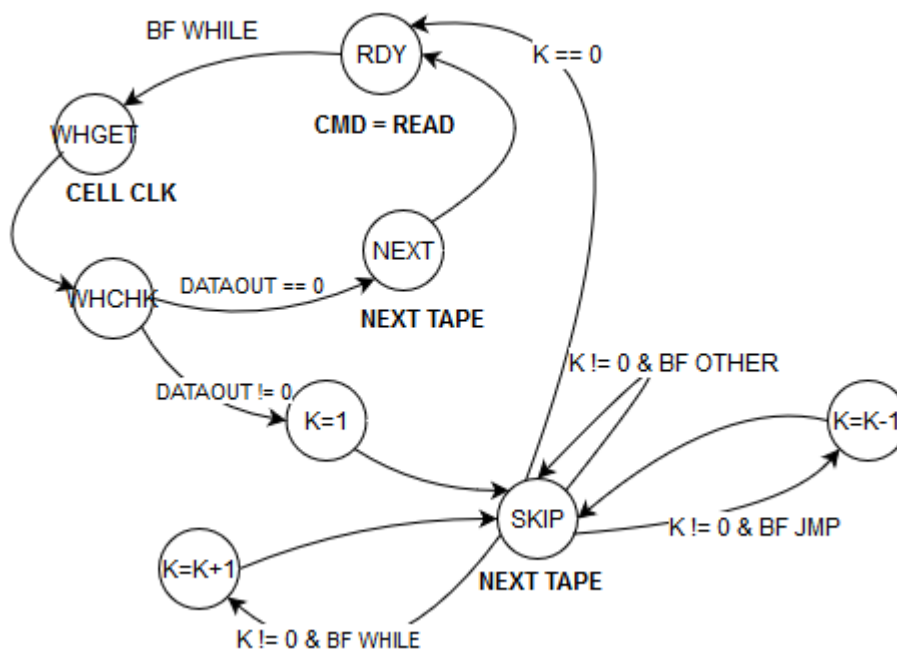 BF WHILE
RDY
K == 0
CMD = READ
WHGET
CELL CLK
NEXT
DATAOUT == 0
WHCHK
NEXT TAPE
K != 0 & BF OTHER
DATAOUT != 0
K=1
K=K-1
SKIP
K != 0 & BF JMP
K=K+1
NEXT TAPE
K != 0 & BF WHILE